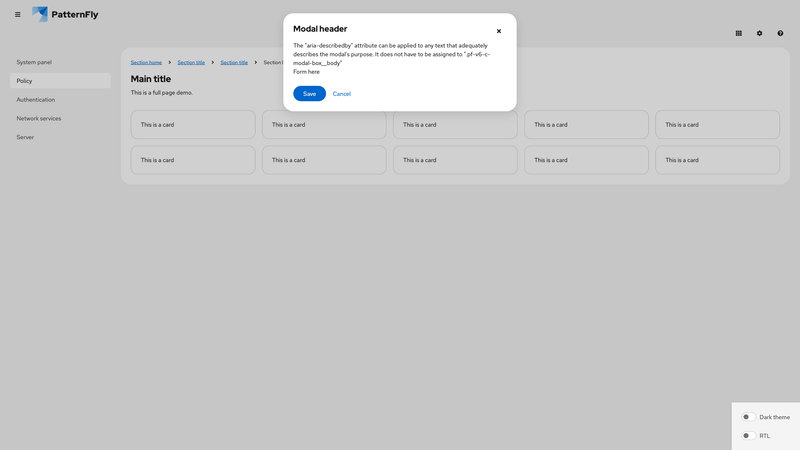 PatternFly
Modal header
The "aria-describedby" attribute can be applied to any text that adequately
describes the modal's purpose. It does not have to be assigned to ".pf-v6-c-
modal-box__body"
Form here
Save Cancel
System panel
Policy
Authentication
Network services
Server
Section home Section title Section title
Main title
This is a full page demo.
This is a card This is a card This is a card This is a card This is a card
This is a card This is a card This is a card This is a card This is a card
Dark theme
RTL